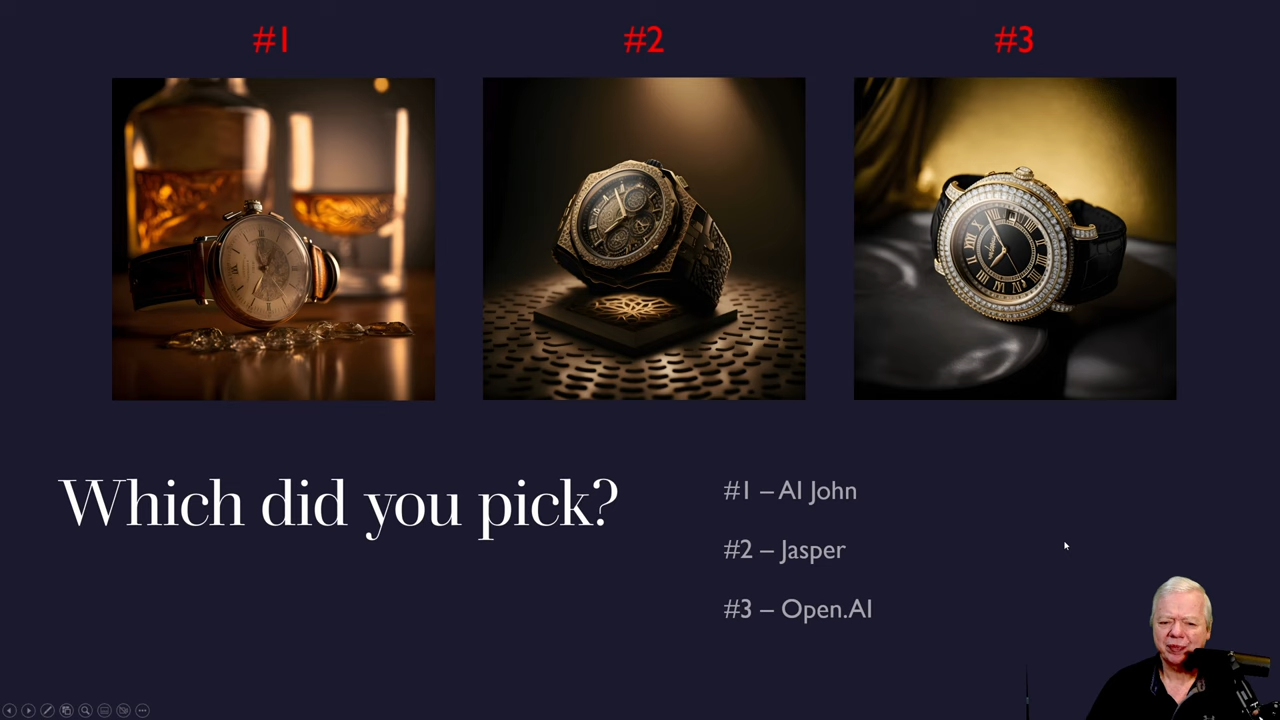 #1
#2
#3
Which did you pick?
#1 – AI John
#2 – Jasper
#3 – Open.AI